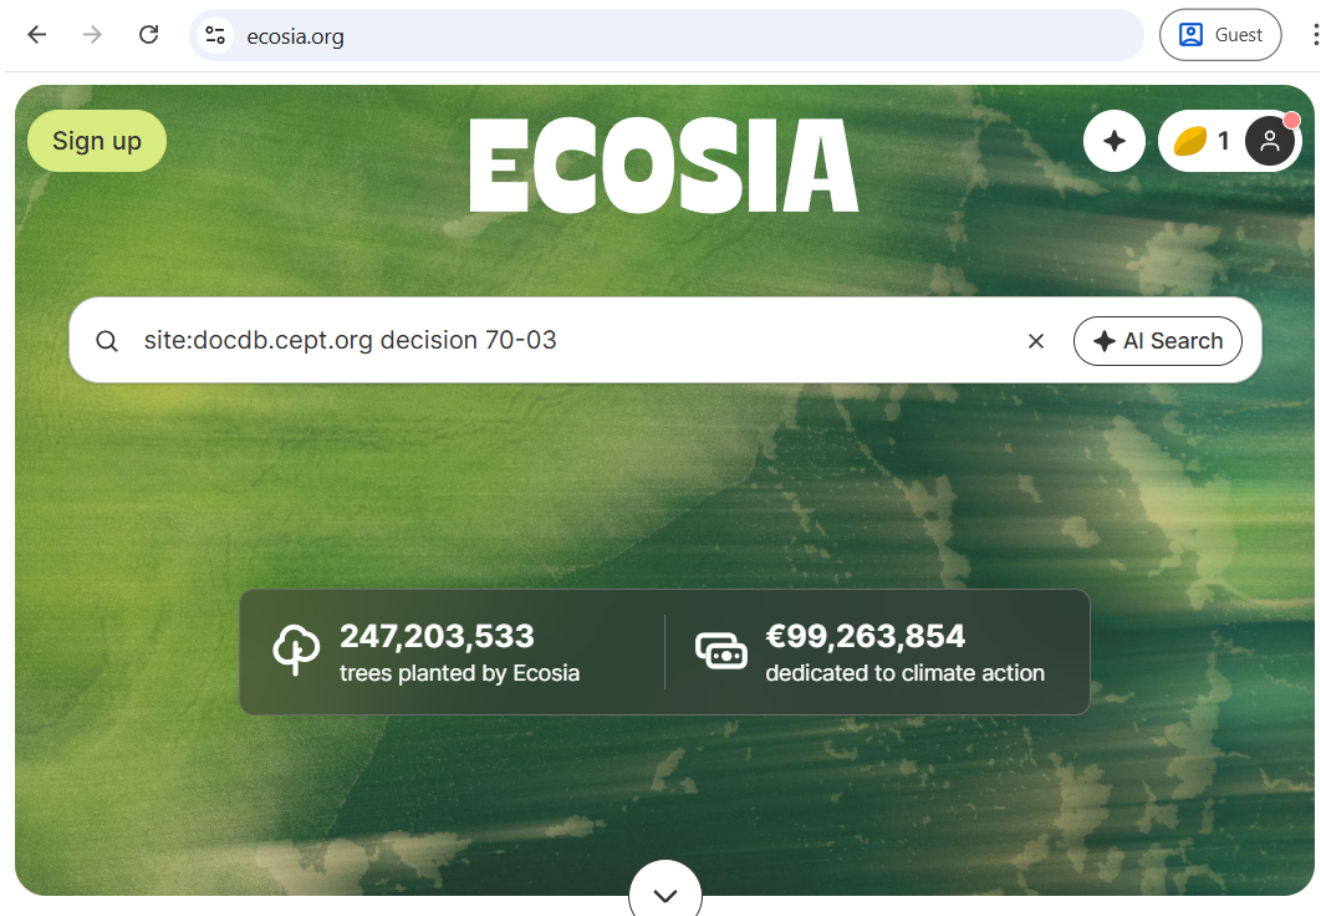 ecosia.org
Guest
Sign up
ECOSIA
1
site:docdb.cept.org decision 70-03
AI Search
247,203,533
trees planted by Ecosia
€99,263,854
dedicated to climate action